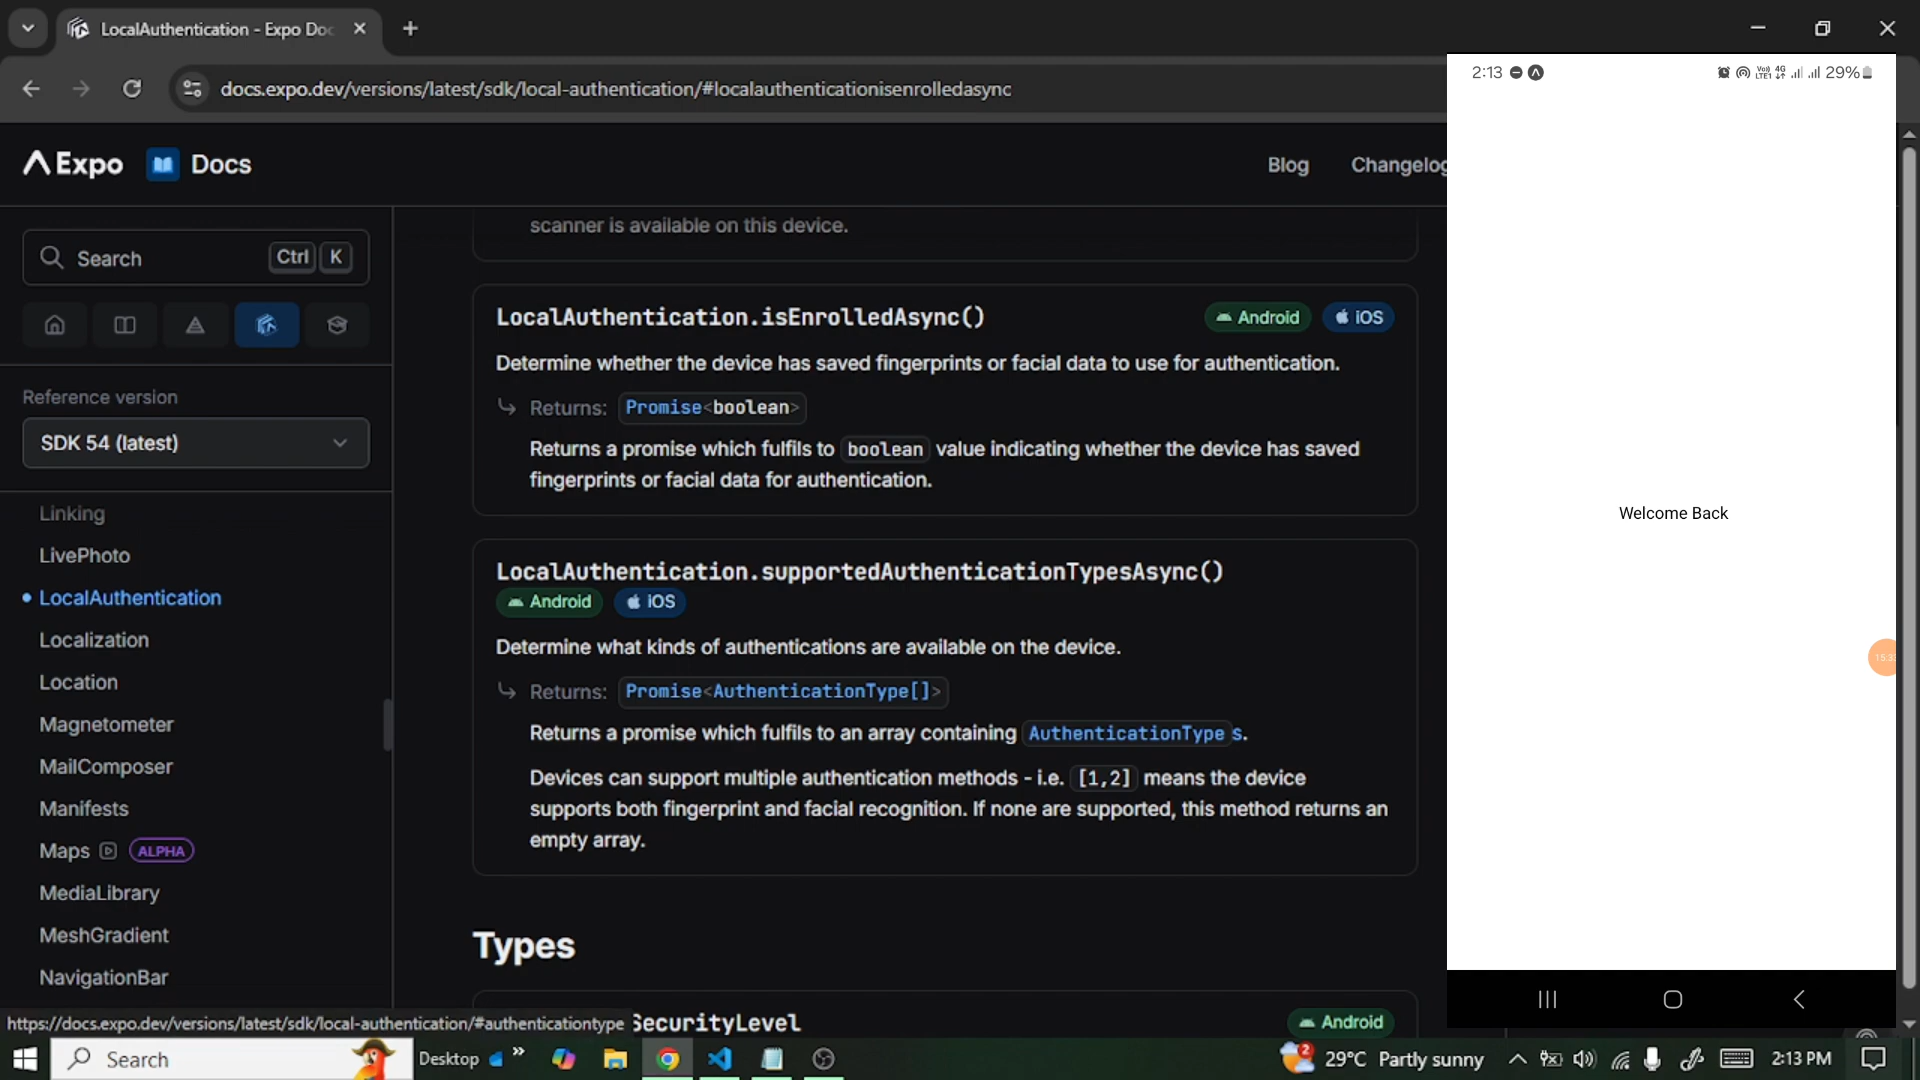 LocalAuthentication - Expo Doc
docs.expo.dev/versions/latest/sdk/local-authentication/#localauthenticationisenrolledasync
Expo Docs
Blog Changelog
Search Ctrl K
Reference version
SDK 54 (latest)
Linking
LivePhoto
LocalAuthentication
Localization
Location
Magnetometer
MailComposer
Manifests
Maps ALPHA
MediaLibrary
MeshGradient
NavigationBar
scanner is available on this device.
LocalAuthentication.isEnrolledAsync() Android iOS
Determine whether the device has saved fingerprints or facial data to use for authentication.
Returns: Promise<boolean>
Returns a promise which fulfils to boolean value indicating whether the device has saved
fingerprints or facial data for authentication.
LocalAuthentication.supportedAuthenticationTypesAsync()
Android iOS
Determine what kinds of authentications are available on the device.
Returns: Promise<AuthenticationType[]>
Returns a promise which fulfils to an array containing AuthenticationTypes.
Devices can support multiple authentication methods - i.e. [1,2] means the device
supports both fingerprint and facial recognition. If none are supported, this method returns an
empty array.
Types
SecurityLevel Android
https://docs.expo.dev/versions/latest/sdk/local-authentication/#authenticationtype
2:13 29%
Welcome Back
Search
Desktop
29°C Partly sunny
2:13 PM